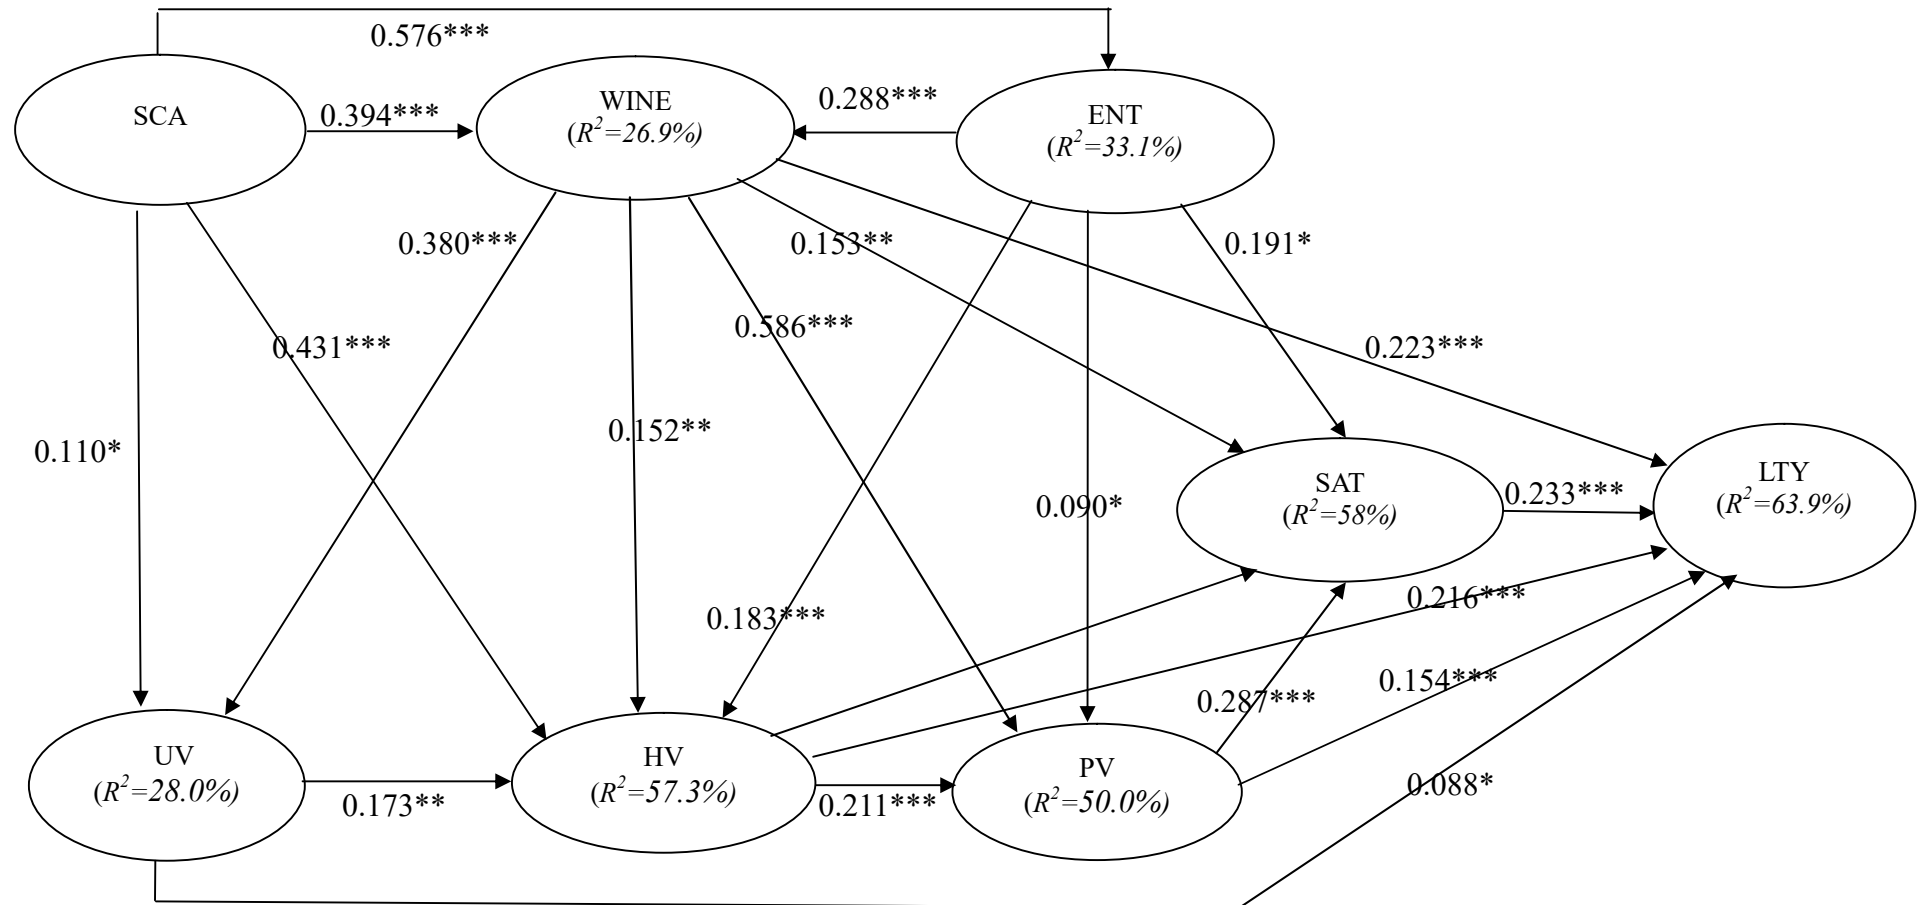 0.576***
SCA
0.394***
WINE
(R²=26.9%)
0.288***
ENT
(R²=33.1%)
0.380***
0.153**
0.191*
0.586***
0.431***
0.223***
0.152**
0.110*
0.090*
SAT
(R²=58%)
0.233***
LTY
(R²=63.9%)
0.183***
0.216***
0.287***
0.154***
UV
(R²=28.0%)
0.173**
HV
(R²=57.3%)
0.211***
PV
(R²=50.0%)
0.088*